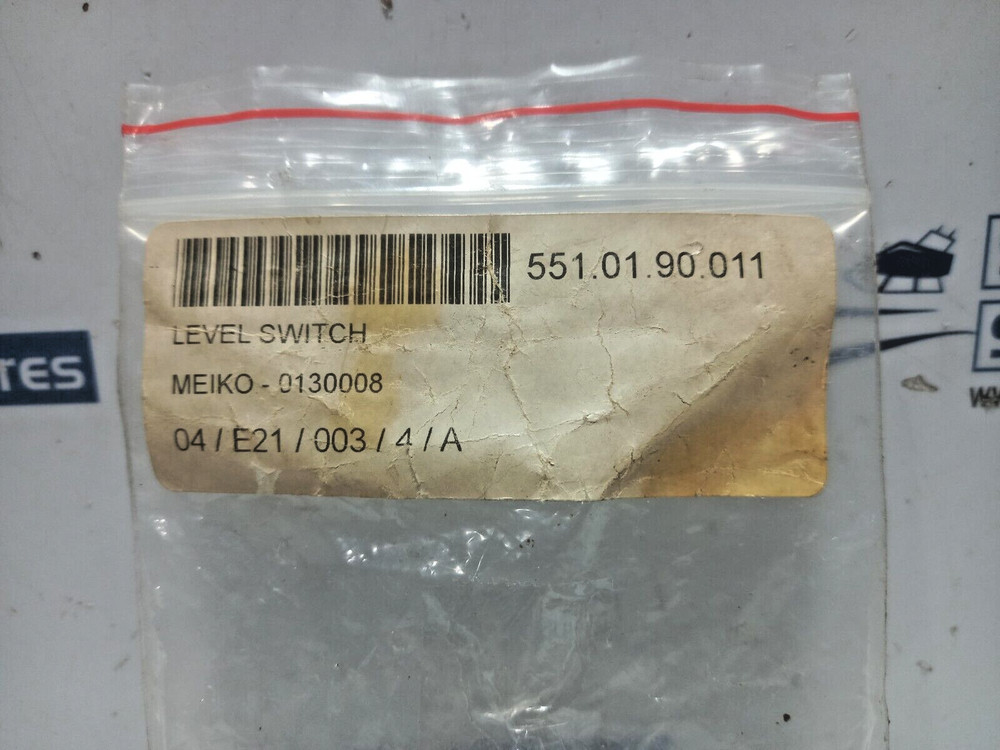 551.01.90.011
LEVEL SWITCH
MEIKO - 0130008
04 / E21 / 003 / 4 / A
TES